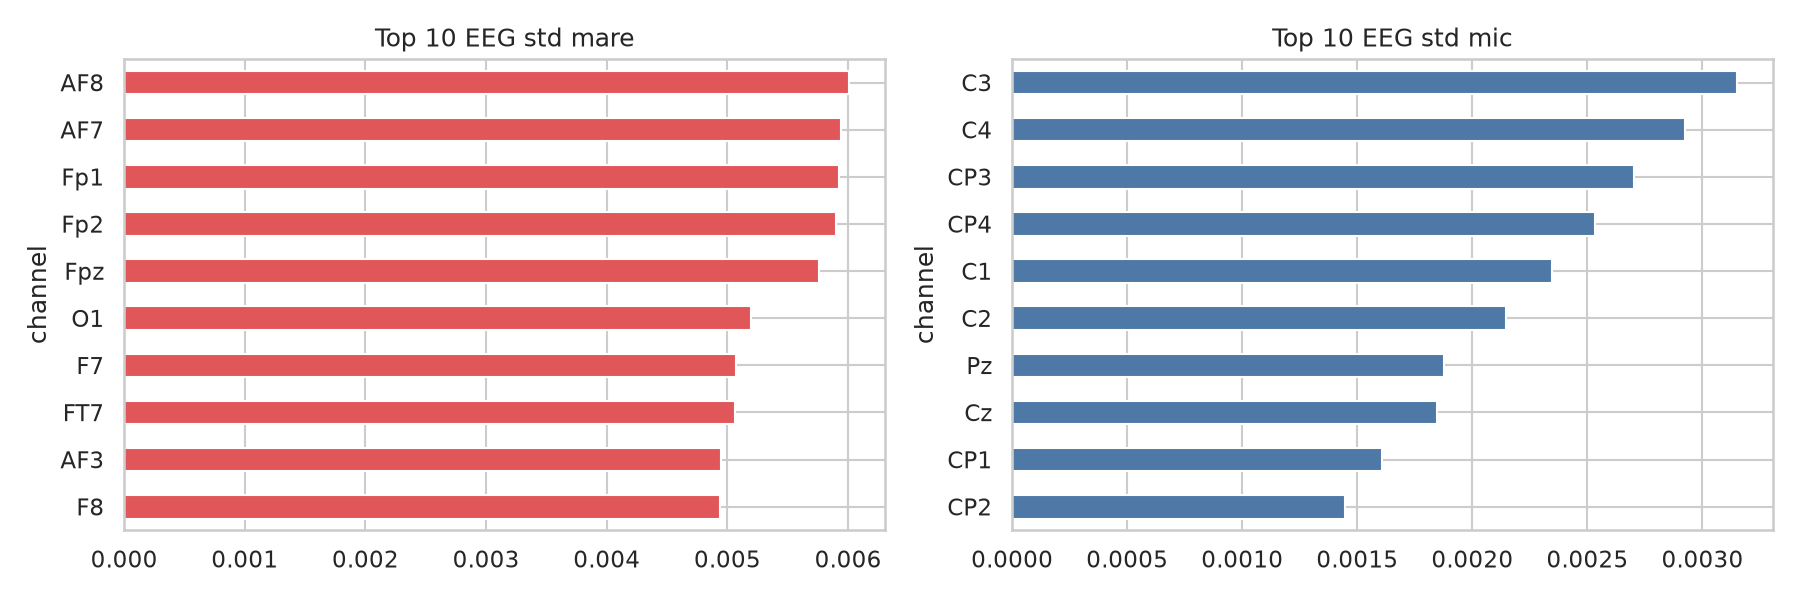 Top 10 EEG std mare
AF8
AF7
Fp1
Fp2
Fpz
O1
F7
FT7
AF3
F8
channel
0.000 0.001 0.002 0.003 0.004 0.005 0.006
Top 10 EEG std mic
C3
C4
CP3
CP4
C1
C2
Pz
Cz
CP1
CP2
channel
0.0000 0.0005 0.0010 0.0015 0.0020 0.0025 0.0030